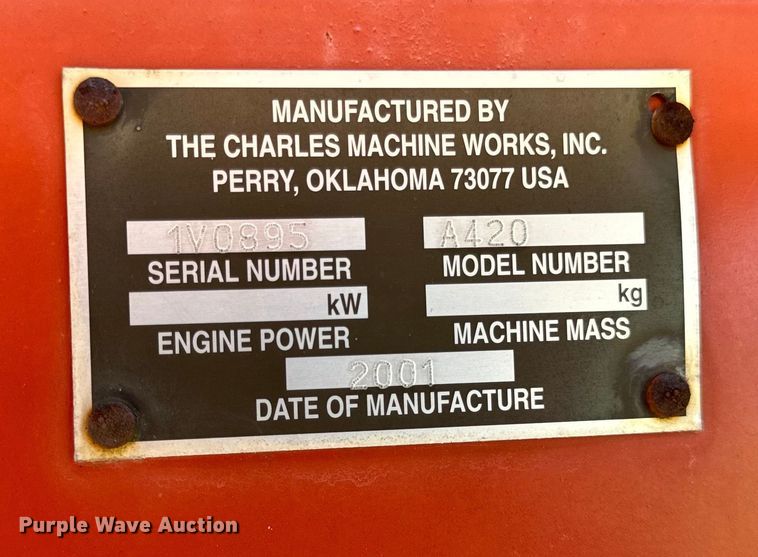 MANUFACTURED BY
THE CHARLES MACHINE WORKS, INC.
PERRY, OKLAHOMA 73077 USA
1V0895 A420
SERIAL NUMBER MODEL NUMBER
kW kg
ENGINE POWER MACHINE MASS
2001
DATE OF MANUFACTURE
Purple Wave Auction